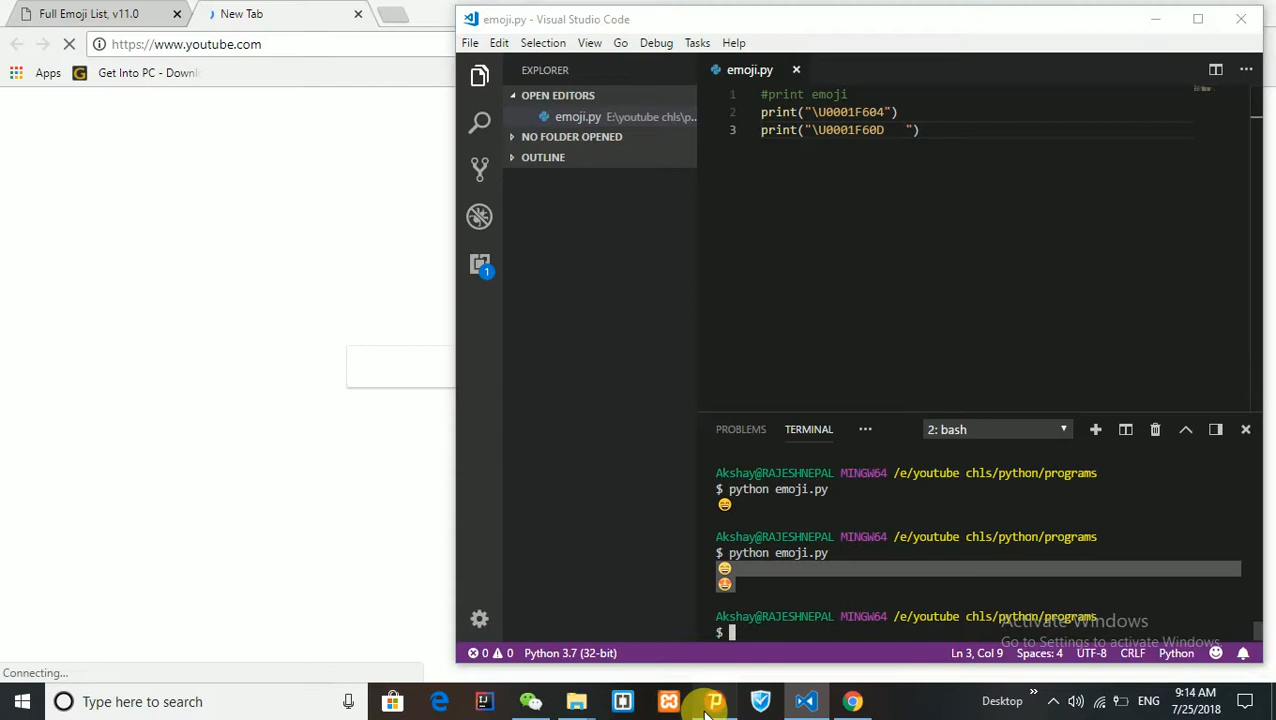 Full Emoji List, v11.0
New Tab
https://www.youtube.com
Apps
Get Into PC - Downl
Connecting...
emoji.py - Visual Studio Code
File Edit Selection View Go Debug Tasks Help
EXPLORER
OPEN EDITORS
emoji.py E:\youtube chls\p...
NO FOLDER OPENED
OUTLINE
1
emoji.py
1 #print emoji
2 print("\U0001F604")
3 print("\U0001F60D   ")
PROBLEMS TERMINAL ... 2: bash
Akshay@RAJESHNEPAL MINGW64 /e/youtube chls/python/programs
$ python emoji.py
😄
Akshay@RAJESHNEPAL MINGW64 /e/youtube chls/python/programs
$ python emoji.py
😄
🤩
Akshay@RAJESHNEPAL MINGW64 /e/youtube chls/python/programs
$
Activate Windows
Go to Settings to activate Windows.
0 0 Python 3.7 (32-bit) Ln 3, Col 9 Spaces: 4 UTF-8 CRLF Python
Type here to search
Desktop
ENG
9:14 AM
7/25/2018